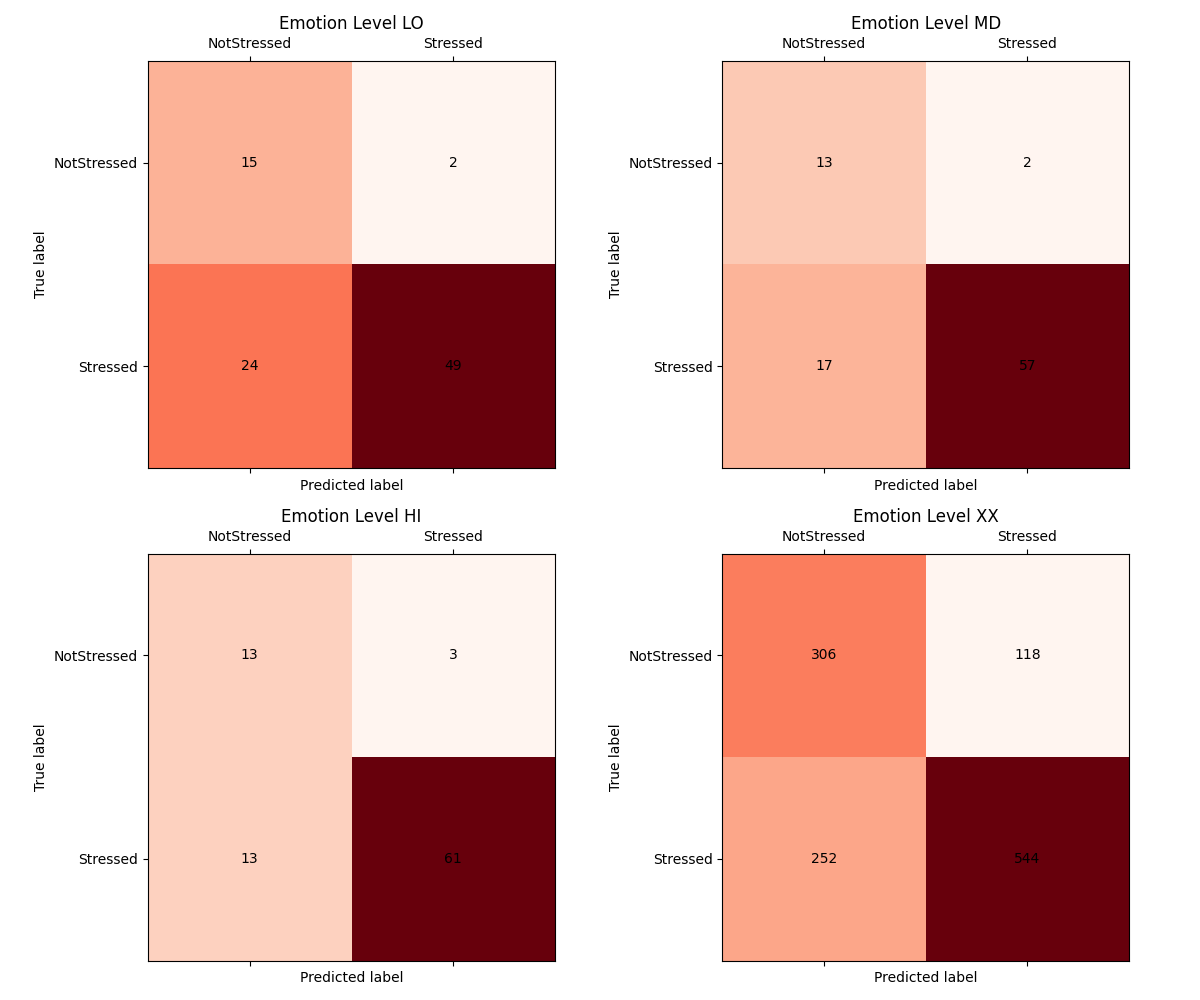 Emotion Level LO
NotStressed Stressed
NotStressed 15 2
True label
Stressed 24 49
Predicted label
Emotion Level MD
NotStressed Stressed
NotStressed 13 2
True label
Stressed 17 57
Predicted label
Emotion Level HI
NotStressed Stressed
NotStressed 13 3
True label
Stressed 13 61
Predicted label
Emotion Level XX
NotStressed Stressed
NotStressed 306 118
True label
Stressed 252 544
Predicted label